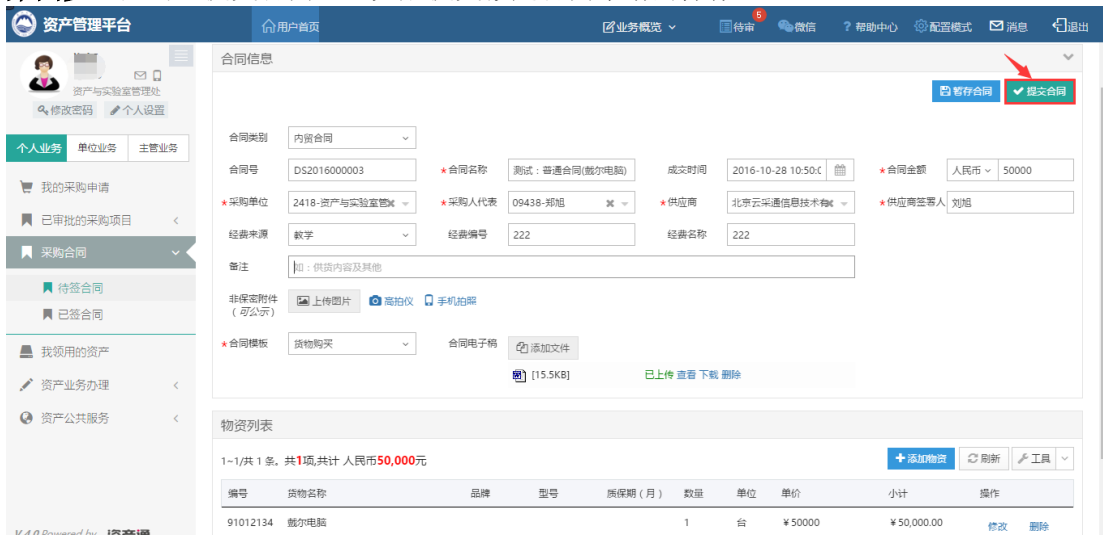 资产管理平台
用户首页
业务概览
待审
5
微信
? 帮助中心
配置模式
消息
退出
资产与实验室管理处
修改密码
个人设置
个人业务
单位业务
主管业务
我的采购申请
已审批的采购项目
采购合同
待签合同
已签合同
我领用的资产
资产业务办理
资产公共服务
合同信息
暂存合同
提交合同
合同类别 内贸合同
合同号 DS2016000003 *合同名称 测试：普通合同(戴尔电脑) 成交时间 2016-10-28 10:50:0 *合同金额 人民币 50000
*采购单位 2418-资产与实验室管 *采购人代表 09438-郑旭 *供应商 北京云采通信息技术有 *供应商签署人 刘旭
经费来源 教学 经费编号 222 经费名称 222
备注 如：供货内容及其他
非保密附件 上传图片 高拍仪 手机拍照
（可公示）
*合同模板 货物购买 合同电子稿 添加文件
[15.5KB] 已上传 查看 下载 删除
物资列表
1~1/共 1 条。共1项,共计 人民币50,000元
添加物资 刷新 工具
编号 货物名称 品牌 型号 质保期（月） 数量 单位 单价 小计 操作
91012134 戴尔电脑 1 台 ¥50000 ¥50,000.00 修改 删除
V 4.0 Powered by 资产通